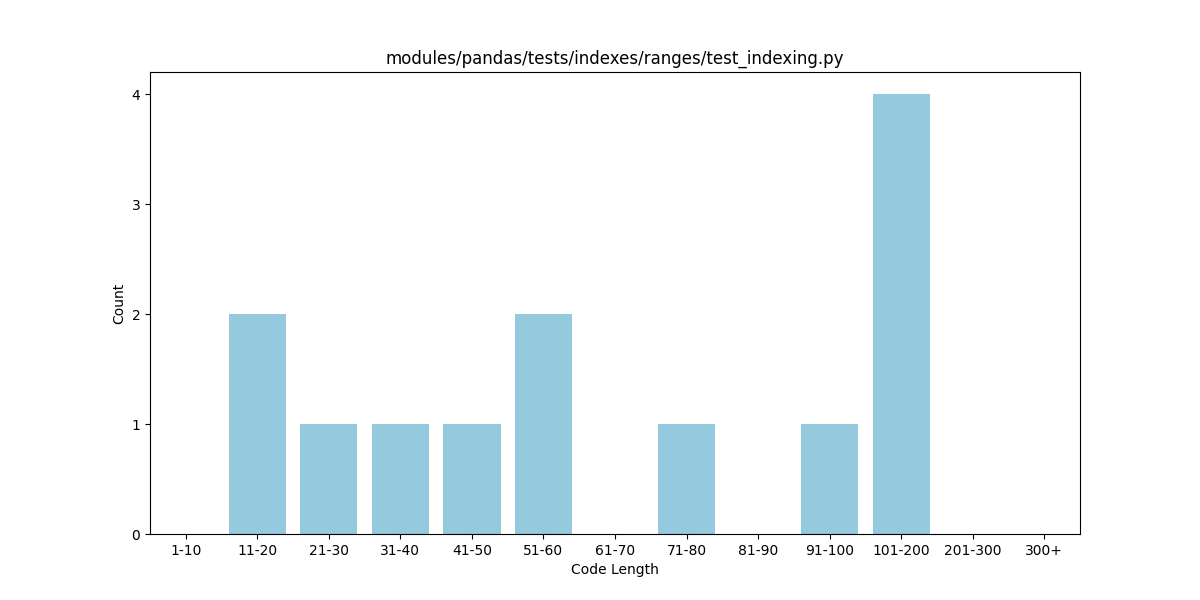 modules/pandas/tests/indexes/ranges/test_indexing.py
4
3
2
1
0
Count
1-10 11-20 21-30 31-40 41-50 51-60 61-70 71-80 81-90 91-100 101-200 201-300 300+
Code Length